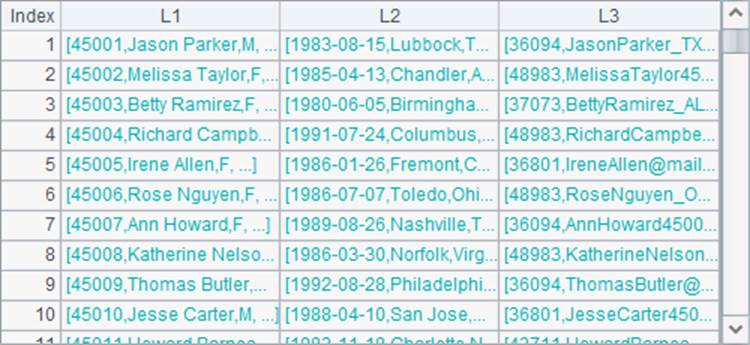 Index L1 L2 L3
1 [45001,Jason Parker,M, ... [1983-08-15,Lubbock,T... [36094,JasonParker_TX...
2 [45002,Melissa Taylor,F,... [1985-04-13,Chandler,A... [48983,MelissaTaylor45...
3 [45003,Betty Ramirez,F, ... [1980-06-05,Birmingha... [37073,BettyRamirez_AL...
4 [45004,Richard Campb... [1991-07-24,Columbus,... [48983,RichardCampbe...
5 [45005,Irene Allen,F, ...] [1986-01-26,Fremont,C... [36801,IreneAllen@mail...
6 [45006,Rose Nguyen,F, ... [1986-07-07,Toledo,Ohi... [48983,RoseNguyen_O...
7 [45007,Ann Howard,F, ...] [1989-08-26,Nashville,T... [36094,AnnHoward4500...
8 [45008,Katherine Nelso... [1986-03-30,Norfolk,Virg... [48983,KatherineNelson...
9 [45009,Thomas Butler,... [1992-08-28,Philadelphi... [36094,ThomasButler@...
10 [45010,Jesse Carter,M, ...] [1988-04-10,San Jose,... [36801,JesseCarter450...
11